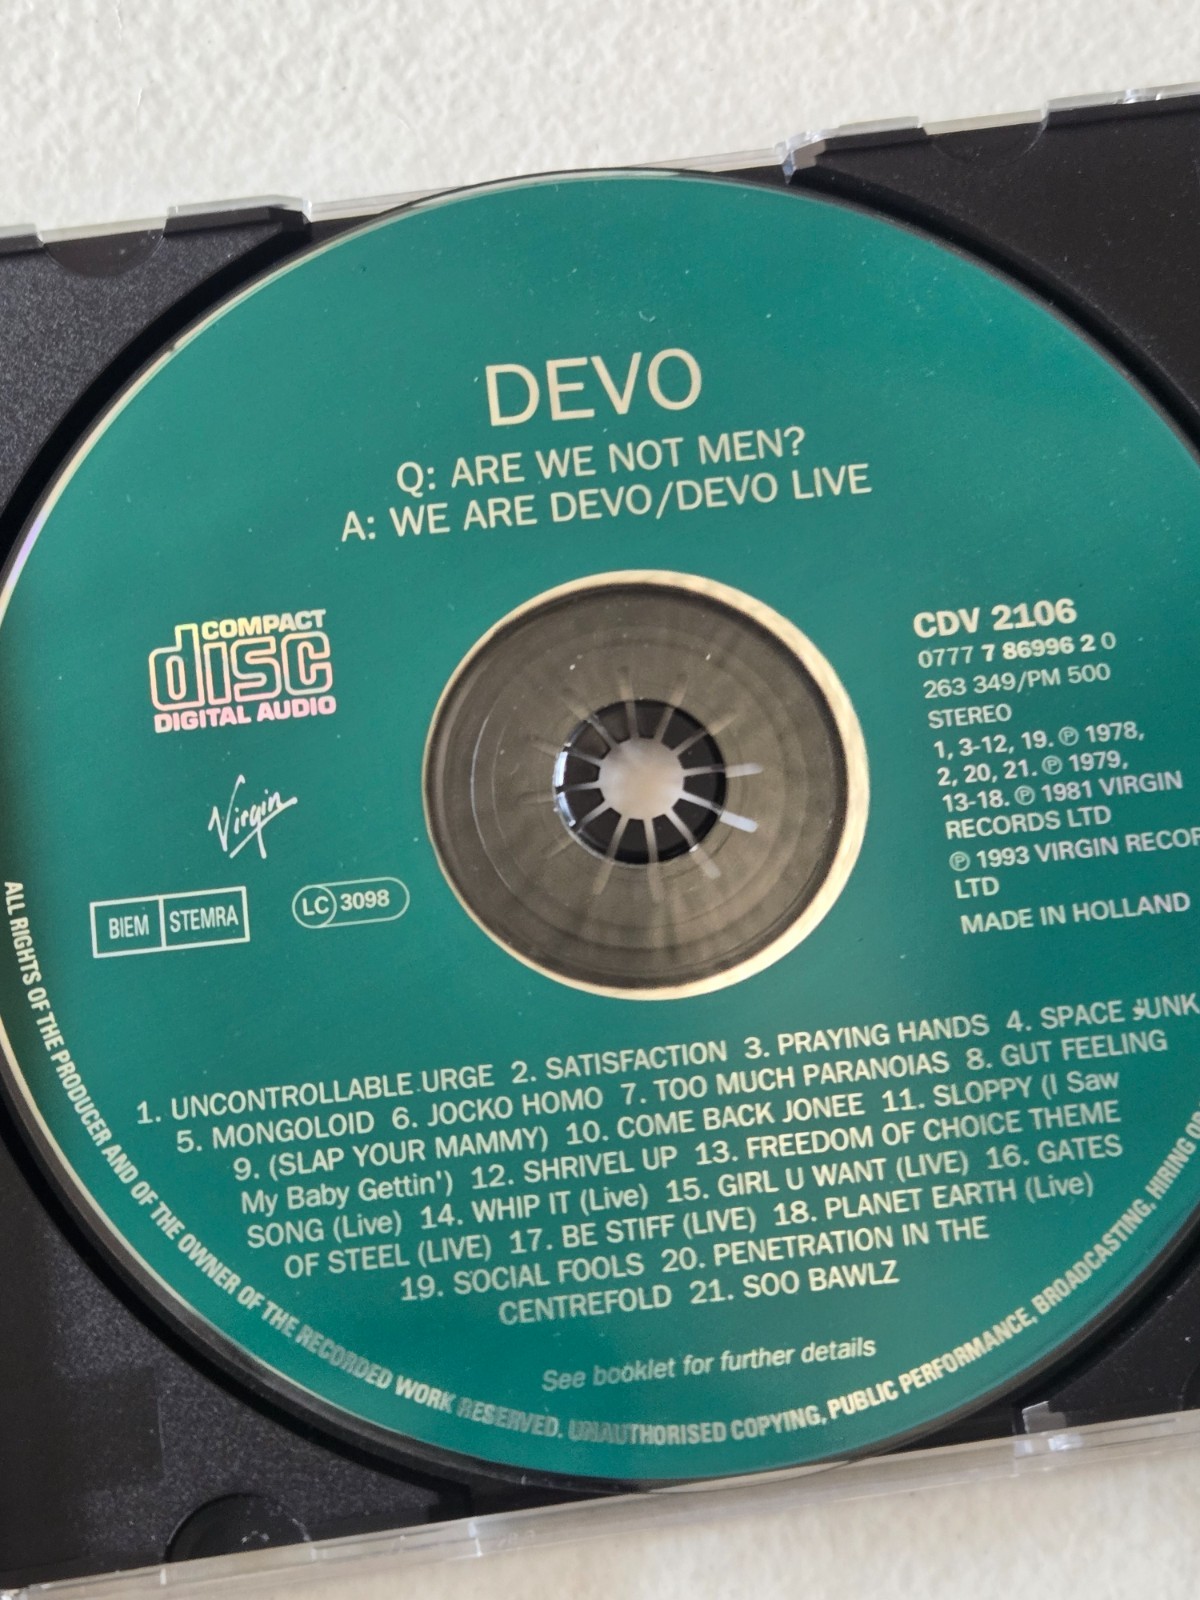 DEVO
Q: ARE WE NOT MEN?
A: WE ARE DEVO/DEVO LIVE
COMPACT
disc
DIGITAL AUDIO
Virgin
BIEM STEMRA
LC 3098
CDV 2106
0777 7 86996 2 0
263 349/PM 500
STEREO
1, 3-12, 19. ℗ 1978,
2, 20, 21. ℗ 1979,
13-18. ℗ 1981 VIRGIN
RECORDS LTD
℗ 1993 VIRGIN RECOR
LTD
MADE IN HOLLAND
1. UNCONTROLLABLE URGE 2. SATISFACTION 3. PRAYING HANDS 4. SPACE JUNK
5. MONGOLOID 6. JOCKO HOMO 7. TOO MUCH PARANOIAS 8. GUT FEELING
9. (SLAP YOUR MAMMY) 10. COME BACK JONEE 11. SLOPPY (I Saw
My Baby Gettin') 12. SHRIVEL UP 13. FREEDOM OF CHOICE THEME
SONG (Live) 14. WHIP IT (Live) 15. GIRL U WANT (LIVE) 16. GATES
OF STEEL (LIVE) 17. BE STIFF (LIVE) 18. PLANET EARTH (Live)
19. SOCIAL FOOLS 20. PENETRATION IN THE
CENTREFOLD 21. SOO BAWLZ
See booklet for further details
ALL RIGHTS OF THE PRODUCER AND OF THE OWNER OF THE RECORDED WORK RESERVED. UNAUTHORISED COPYING, PUBLIC PERFORMANCE, BROADCASTING, HIRING